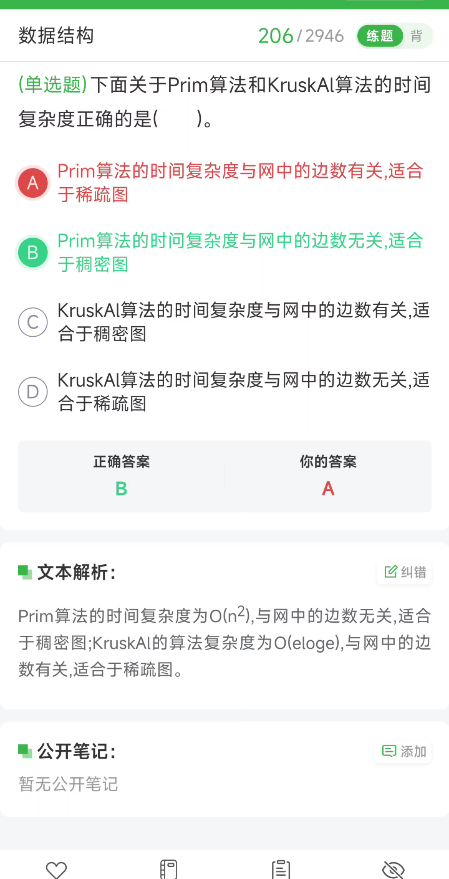 数据结构
206/2946
练题
背
(单选题)下面关于Prim算法和KruskAl算法的时间
复杂度正确的是(　　)。
A
Prim算法的时间复杂度与网中的边数有关,适合
于稀疏图
B
Prim算法的时问复杂度与网中的边数无关,适合
于稠密图
C
KruskAl算法的时间复杂度与网中的边数有关,适
合于稠密图
D
KruskAl算法的时间复杂度与网中的边数无关,适
合于稀疏图
正确答案
你的答案
B
A
文本解析：
纠错
Prim算法的时间复杂度为O(n²),与网中的边数无关,适合
于稠密图;KruskAl的算法复杂度为O(eloge),与网中的边
数有关,适合于稀疏图。
公开笔记：
添加
暂无公开笔记